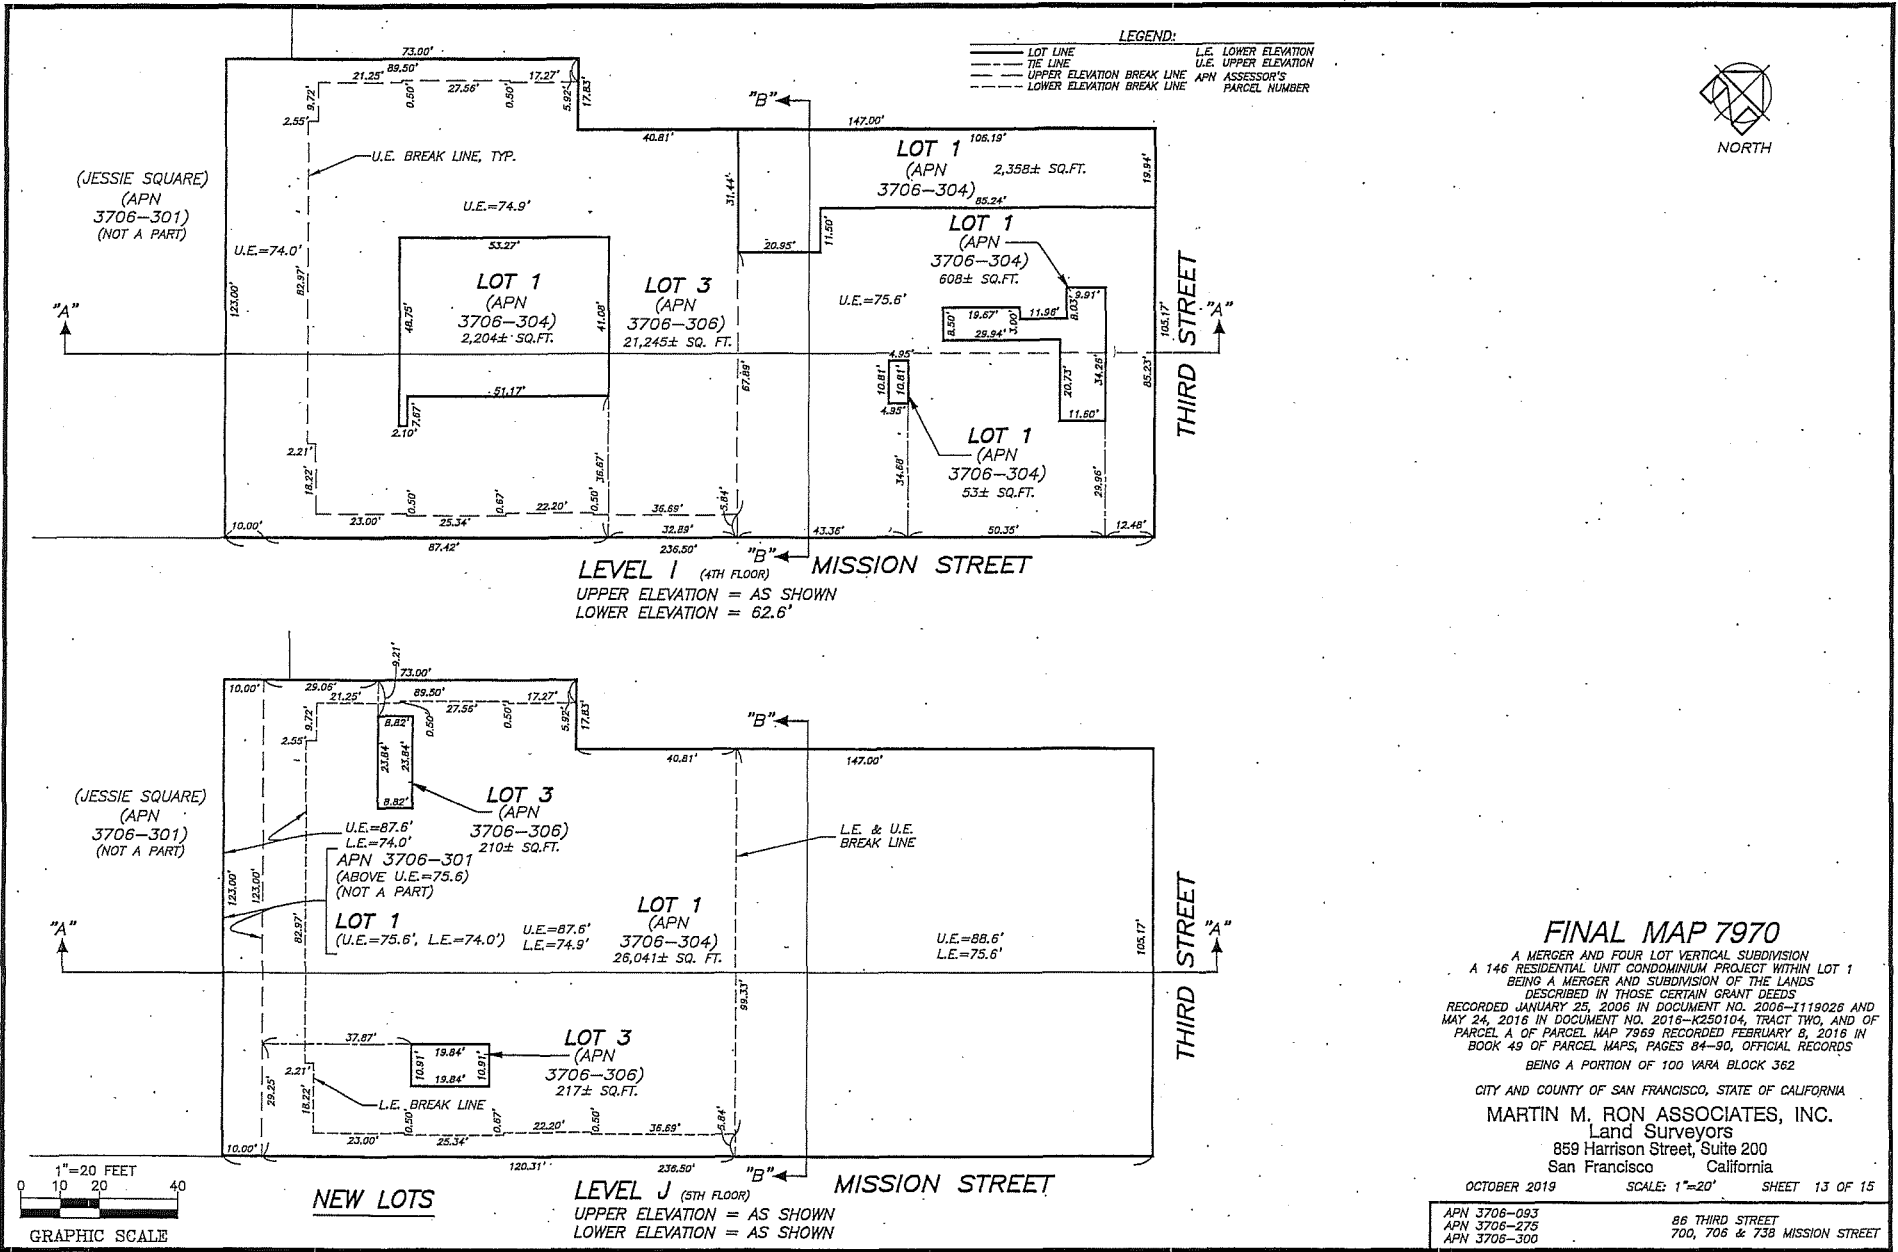 LEGEND:
LOT LINE
TIE LINE
UPPER ELEVATION BREAK LINE
LOWER ELEVATION BREAK LINE
L.E. LOWER ELEVATION
U.E. UPPER ELEVATION
APN ASSESSOR'S
PARCEL NUMBER
NORTH
73.00'
89.50'
21.25'
27.56'
17.27'
9.72'
0.50'
0.50'
5.92'
17.83'
2.55'
"B"
40.81'
147.00'
106.19'
U.E. BREAK LINE, TYP.
LOT 1
(APN
3706-304)
2,358± SQ.FT.
19.94'
(JESSIE SQUARE)
(APN
3706-301)
(NOT A PART)
31.44'
85.24'
U.E.=74.9'
11.50'
LOT 1
(APN
3706-304)
608± SQ.FT.
U.E.=74.0'
53.27'
20.95'
123.00'
82.97'
LOT 1
(APN
3706-304)
2,204± SQ.FT.
48.75'
41.08'
LOT 3
(APN
3706-306)
21,245± SQ. FT.
U.E.=75.6'
9.91'
8.03'
19.67'
11.96'
8.50'
3.00'
29.94'
"A"
"A"
105.17'
THIRD STREET
4.95'
10.81'
10.81'
4.95'
67.89'
20.73'
34.26'
85.23'
51.17'
7.67'
2.10'
11.60'
LOT 1
(APN
3706-304)
53± SQ.FT.
2.21'
18.22'
36.67'
34.68'
29.96'
0.50'
0.67'
22.20'
0.50'
36.69'
5.84'
23.00'
25.34'
10.00'
87.42'
32.89'
43.36'
50.35'
12.48'
236.50'
"B"
MISSION STREET
LEVEL I (4TH FLOOR)
UPPER ELEVATION = AS SHOWN
LOWER ELEVATION = 62.6'
9.21'
73.00'
10.00'
29.06'
21.25'
89.50'
27.56'
17.27'
9.72'
0.50'
0.50'
5.92'
17.83'
8.82'
2.55'
23.84'
23.84'
8.82'
"B"
40.81'
147.00'
(JESSIE SQUARE)
(APN
3706-301)
(NOT A PART)
LOT 3
(APN
3706-306)
210± SQ.FT.
U.E.=87.6'
L.E.=74.0'
APN 3706-301
(ABOVE U.E.=75.6)
(NOT A PART)
L.E. & U.E.
BREAK LINE
123.00'
123.00'
82.97'
LOT 1
(U.E.=75.6', L.E.=74.0')
U.E.=87.6'
L.E.=74.9'
LOT 1
(APN
3706-304)
26,041± SQ. FT.
U.E.=88.6'
L.E.=75.6'
105.17'
THIRD STREET
"A"
"A"
99.33'
37.87'
19.84'
10.91'
10.91'
19.84'
LOT 3
(APN
3706-306)
217± SQ.FT.
29.25'
2.21'
18.22'
L.E. BREAK LINE
0.50'
0.67'
22.20'
0.50'
36.69'
5.84'
23.00'
25.34'
10.00'
120.31'
236.50'
"B"
MISSION STREET
1"=20 FEET
0 10 20 40
GRAPHIC SCALE
NEW LOTS
LEVEL J (5TH FLOOR)
UPPER ELEVATION = AS SHOWN
LOWER ELEVATION = AS SHOWN
FINAL MAP 7970
A MERGER AND FOUR LOT VERTICAL SUBDIVISION
A 146 RESIDENTIAL UNIT CONDOMINIUM PROJECT WITHIN LOT 1
BEING A MERGER AND SUBDIVISION OF THE LANDS
DESCRIBED IN THOSE CERTAIN GRANT DEEDS
RECORDED JANUARY 25, 2006 IN DOCUMENT NO. 2006-I119026 AND
MAY 24, 2016 IN DOCUMENT NO. 2016-K250104, TRACT TWO, AND OF
PARCEL A OF PARCEL MAP 7969 RECORDED FEBRUARY 8, 2016 IN
BOOK 49 OF PARCEL MAPS, PAGES 84-90, OFFICIAL RECORDS
BEING A PORTION OF 100 VARA BLOCK 362
CITY AND COUNTY OF SAN FRANCISCO, STATE OF CALIFORNIA
MARTIN M. RON ASSOCIATES, INC.
Land Surveyors
859 Harrison Street, Suite 200
San Francisco California
OCTOBER 2019 SCALE: 1"=20' SHEET 13 OF 15
APN 3706-093
APN 3706-275
APN 3706-300
86 THIRD STREET
700, 706 & 738 MISSION STREET